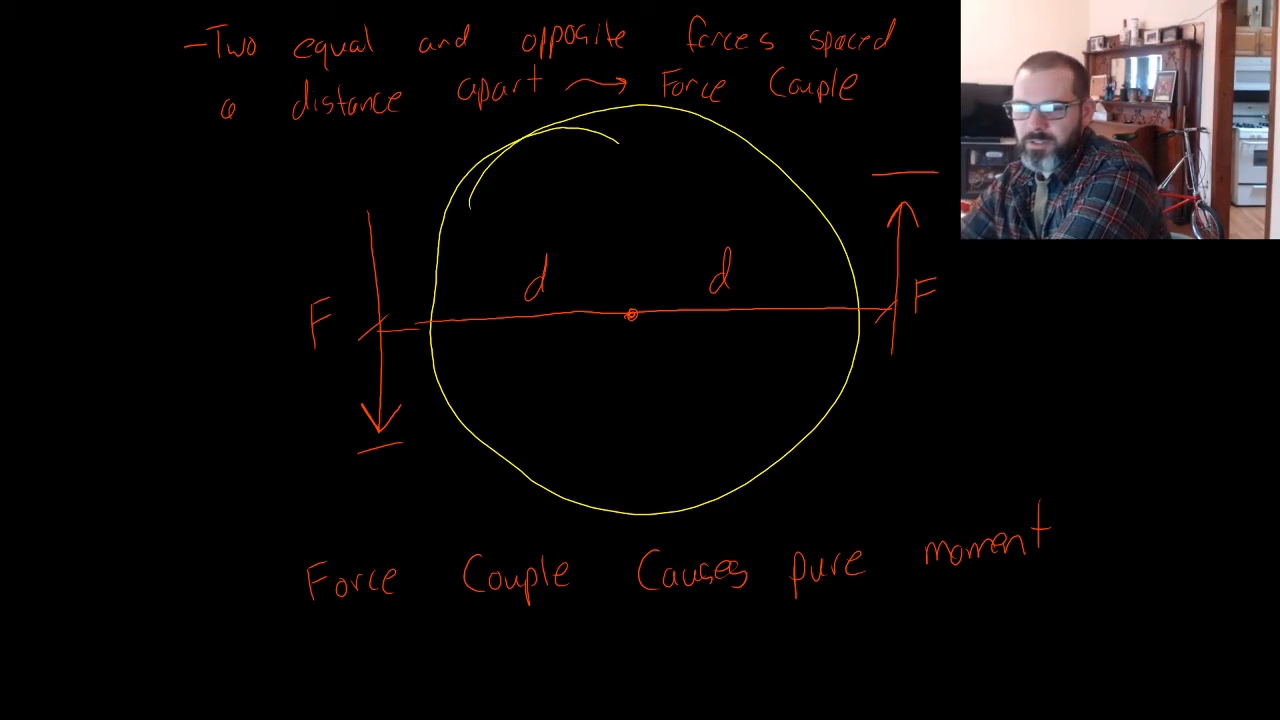 -Two equal and opposite forces spaced
a distance apart → Force Couple
d
d
F
F
Force Couple Causes pure moment